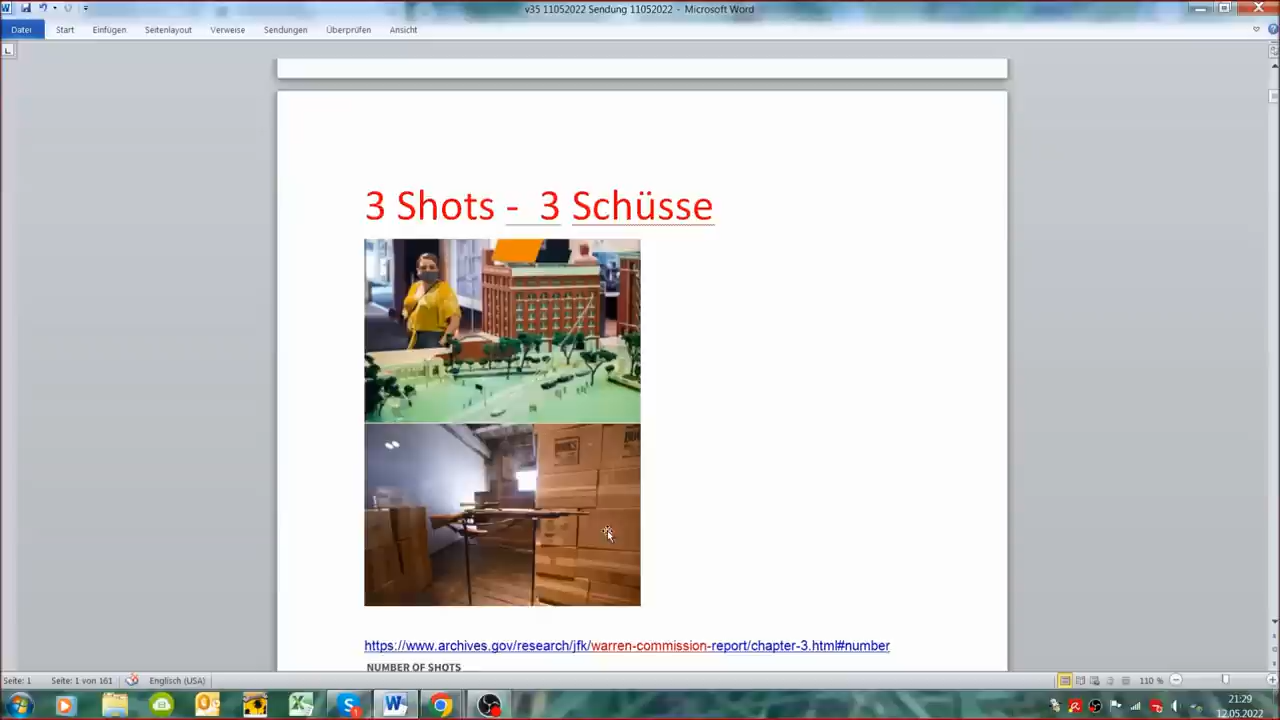 v35 11052022 Sendung 11052022 - Microsoft Word
Datei Start Einfügen Seitenlayout Verweise Sendungen Überprüfen Ansicht
3 Shots - 3 Schüsse
https://www.archives.gov/research/jfk/warren-commission-report/chapter-3.html#number
NUMBER OF SHOTS
Seite: 1 Seite: 1 von 161 Englisch (USA) 110 %
21:29
12.05.2022